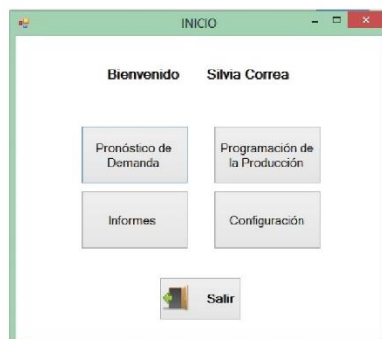 INICIO
Bienvenido Silvia Correa
Pronóstico de
Demanda
Programación de
la Producción
Informes
Configuración
Salir